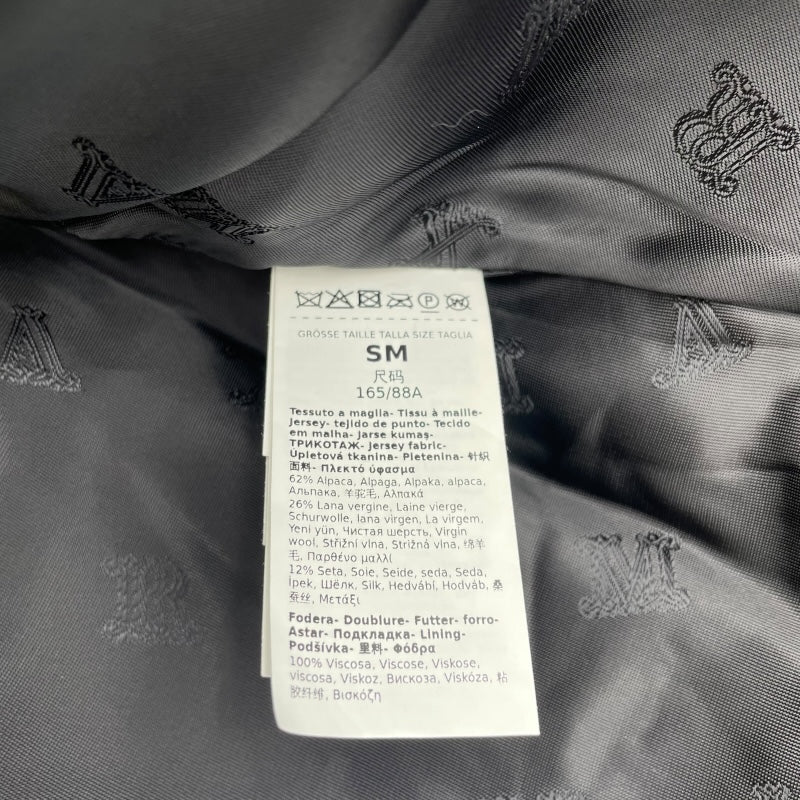 GRÖSSE TAILLE TALLA SIZE TAGLIA
SM
尺码
165/88A
Tessuto a maglia- Tissu à maille-
Jersey- tejido de punto- Tecido
em malha- Jarse kumaş-
ТРИКОТАЖ- Jersey fabric-
Úpletová tkanina- Pletenina- 针织
面料- Πλεκτό ύφασμα
62% Alpaca, Alpaga, Alpaka, alpaca,
Альпака, 羊驼毛, Αλπακά
26% Lana vergine, Laine vierge,
Schurwolle, lana virgen, La virgem,
Yeni yün, Чистая шерсть, Virgin
wool, Střižní vlna, Strižná vlna, 绵羊
毛, Παρθένο μαλλί
12% Seta, Soie, Seide, seda, Seda,
İpek, Шёлк, Silk, Hedvábí, Hodváb, 桑
蚕丝, Μετάξι
Fodera- Doublure- Futter- forro-
Astar- Подкладка- Lining-
Podšívka- 里料- Φόδρα
100% Viscosa, Viscose, Viskose,
viscosa, Viskoz, Вискоза, Viskóza, 粘
胶纤维, Βισκόζη